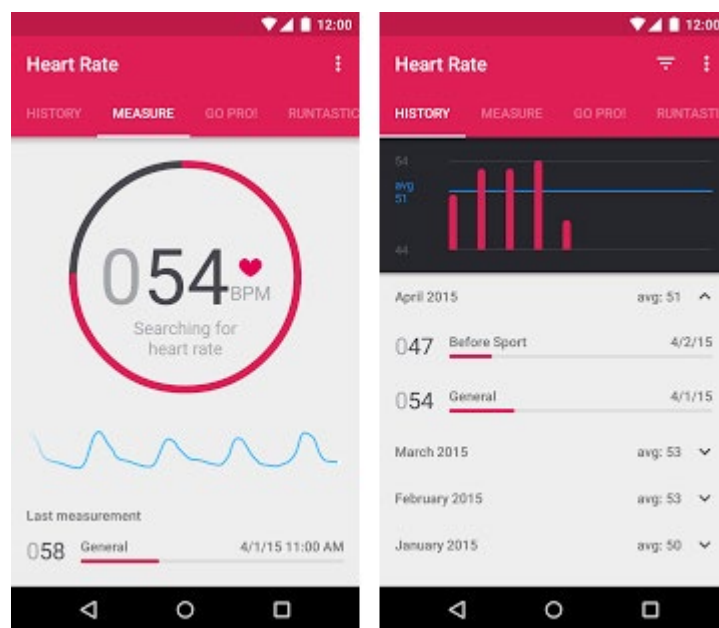 12:00
Heart Rate
HISTORY MEASURE GO PRO! RUNTASTIC
054
BPM
Searching for
heart rate
Last measurement
058 General 4/1/15 11:00 AM
12:00
Heart Rate
HISTORY MEASURE GO PRO! RUNTASTI
54
avg
51
44
April 2015 avg: 51
047 Before Sport 4/2/15
054 General 4/1/15
March 2015 avg: 53
February 2015 avg: 53
January 2015 avg: 50